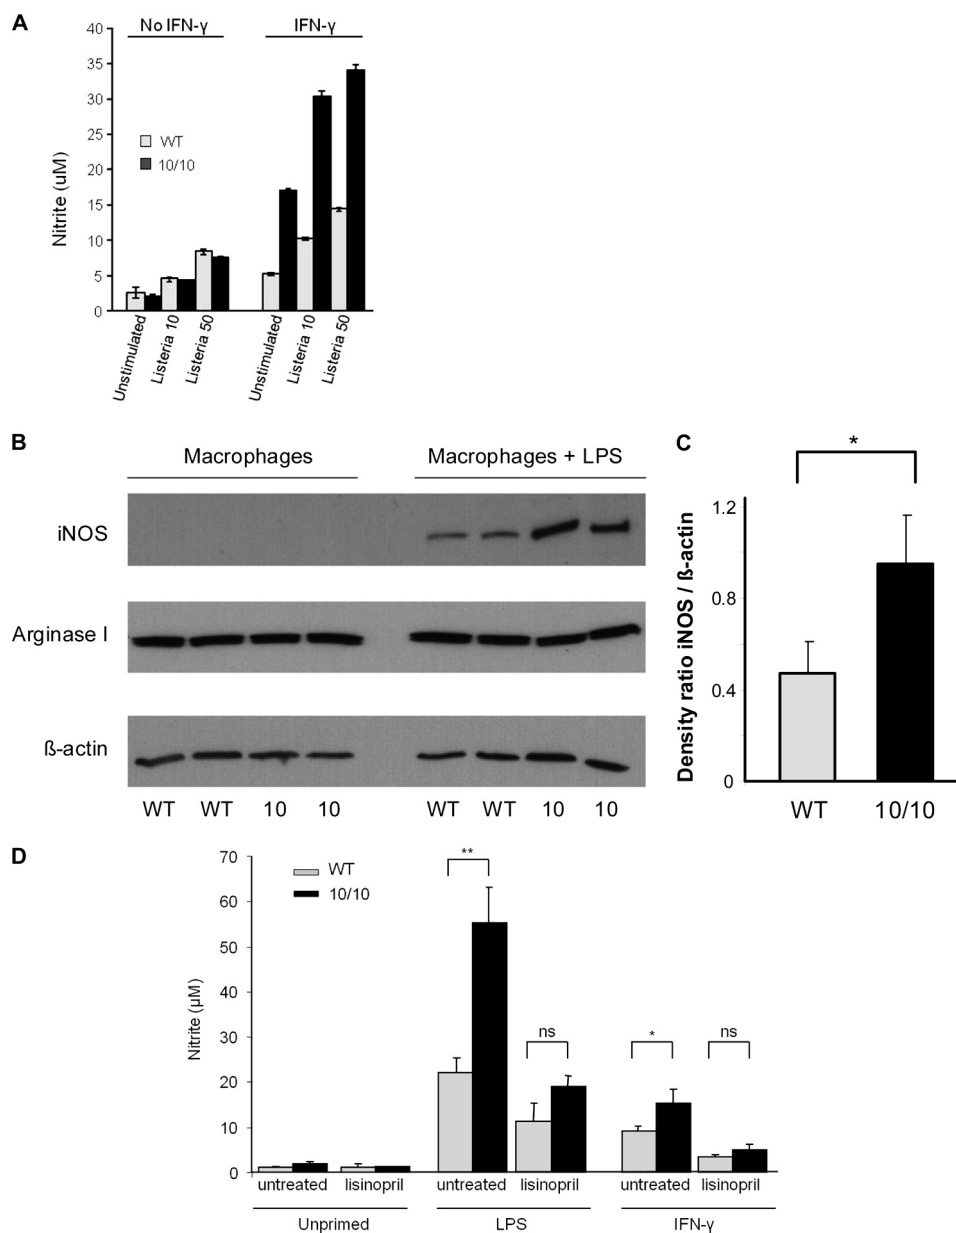 A
No IFN-γ
IFN-γ
40
35
30
25
20
15
10
5
0
Nitrite (uM)
WT
10/10
Unstimulated
Listeria 10
Listeria 50
Unstimulated
Listeria 10
Listeria 50
B
Macrophages
Macrophages + LPS
iNOS
Arginase I
ß-actin
WT WT 10 10 WT WT 10 10
C
*
Density ratio iNOS / ß-actin
1.2
0.8
0.4
0
WT 10/10
D
WT
10/10
Nitrite (µM)
70
60
50
40
30
20
10
0
**
ns
*
ns
untreated lisinopril untreated lisinopril untreated lisinopril
Unprimed LPS IFN-γ